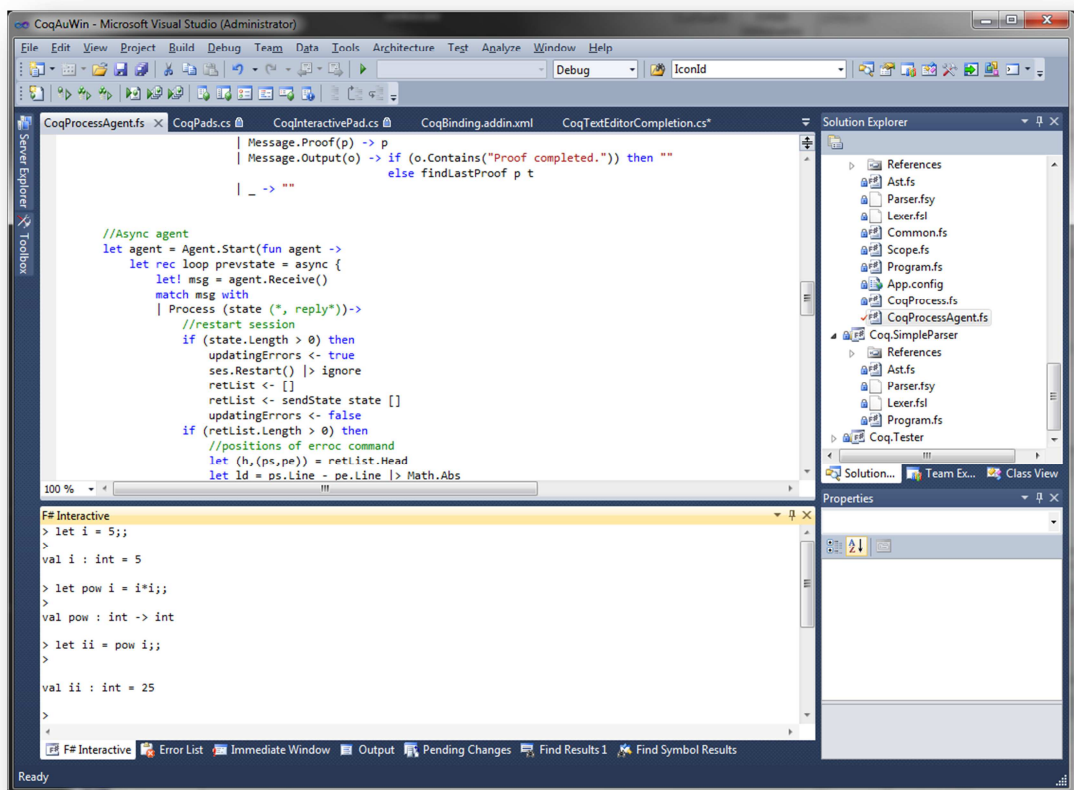 CoqAuWin - Microsoft Visual Studio (Administrator)
File Edit View Project Build Debug Team Data Tools Architecture Test Analyze Window Help
Debug IconId
CoqProcessAgent.fs CoqPads.cs CoqInteractivePad.cs CoqBinding.addin.xml CoqTextEditorCompletion.cs*
Server Explorer
Toolbox
| Message.Proof(p) -> p
| Message.Output(o) -> if (o.Contains("Proof completed.")) then ""
else findLastProof p t
| _ -> ""
//Async agent
let agent = Agent.Start(fun agent ->
let rec loop prevstate = async {
let! msg = agent.Receive()
match msg with
| Process (state (*, reply*))->
//restart session
if (state.Length > 0) then
updatingErrors <- true
ses.Restart() |> ignore
retList <- []
retList <- sendState state []
updatingErrors <- false
if (retList.Length > 0) then
//positions of erroc command
let (h,(ps,pe)) = retList.Head
let ld = ps.Line - pe.Line |> Math.Abs
100 %
F# Interactive
> let i = 5;;
>
val i : int = 5
> let pow i = i*i;;
>
val pow : int -> int
> let ii = pow i;;
>
val ii : int = 25
>
F# Interactive Error List Immediate Window Output Pending Changes Find Results 1 Find Symbol Results
Solution Explorer
References
Ast.fs
Parser.fsy
Lexer.fsl
Common.fs
Scope.fs
Program.fs
App.config
CoqProcess.fs
CoqProcessAgent.fs
Coq.SimpleParser
References
Ast.fs
Parser.fsy
Lexer.fsl
Program.fs
Coq.Tester
Solution... Team Ex... Class View
Properties
Ready